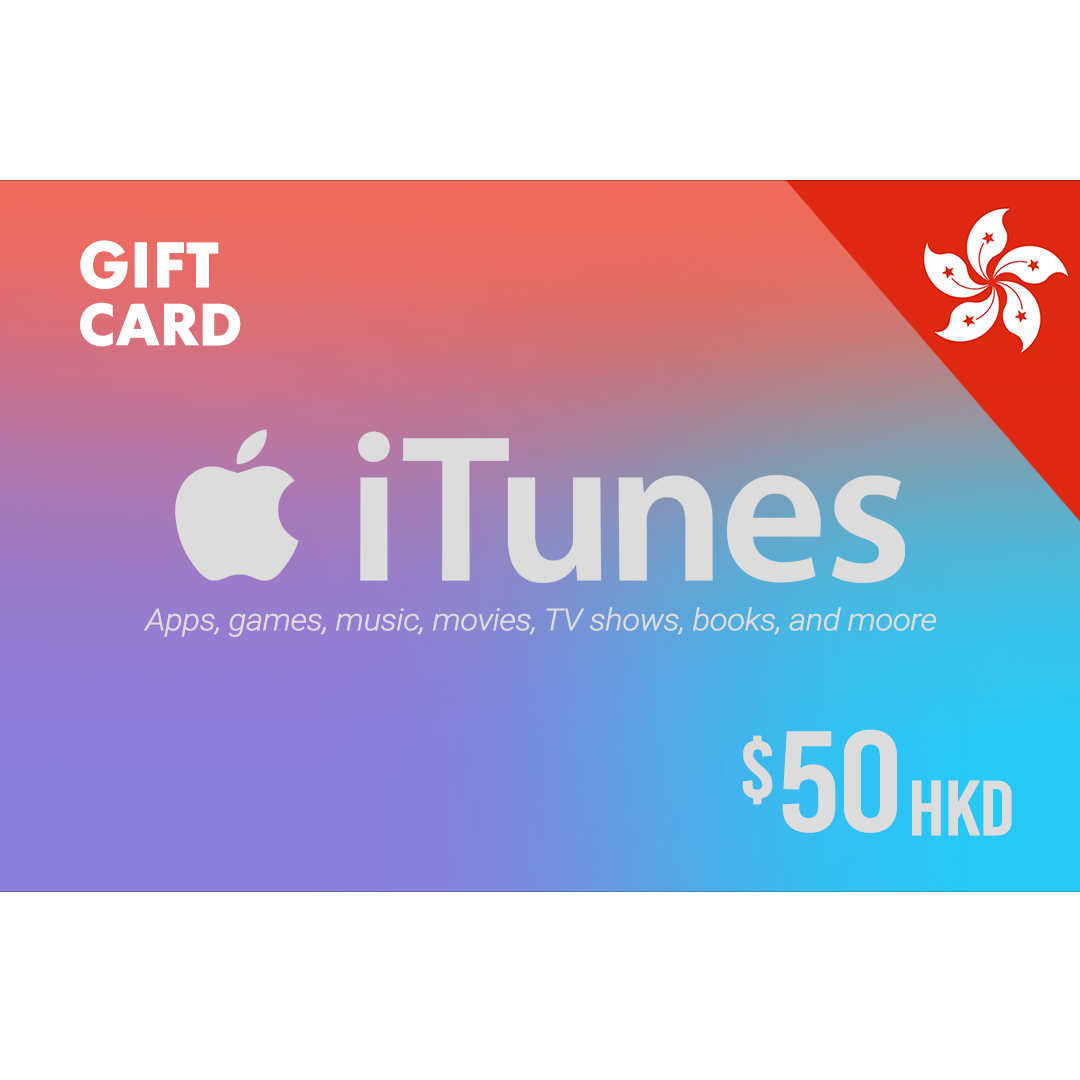 GIFT
CARD
iTunes
Apps, games, music, movies, TV shows, books, and moore
$50 HKD